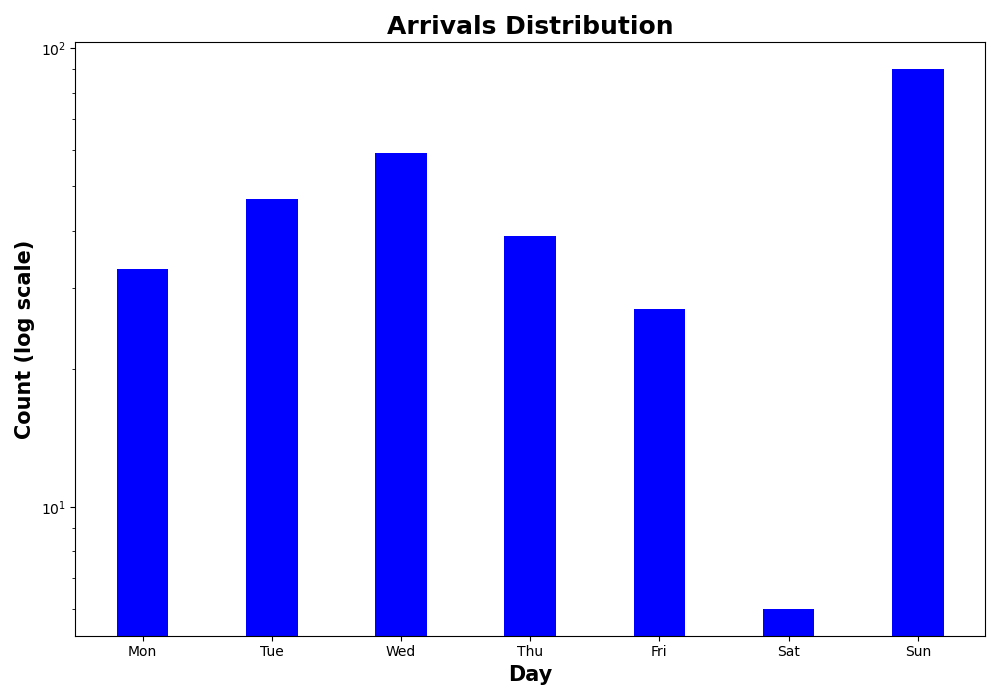 Arrivals Distribution
10²
10¹
Count (log scale)
Mon Tue Wed Thu Fri Sat Sun
Day